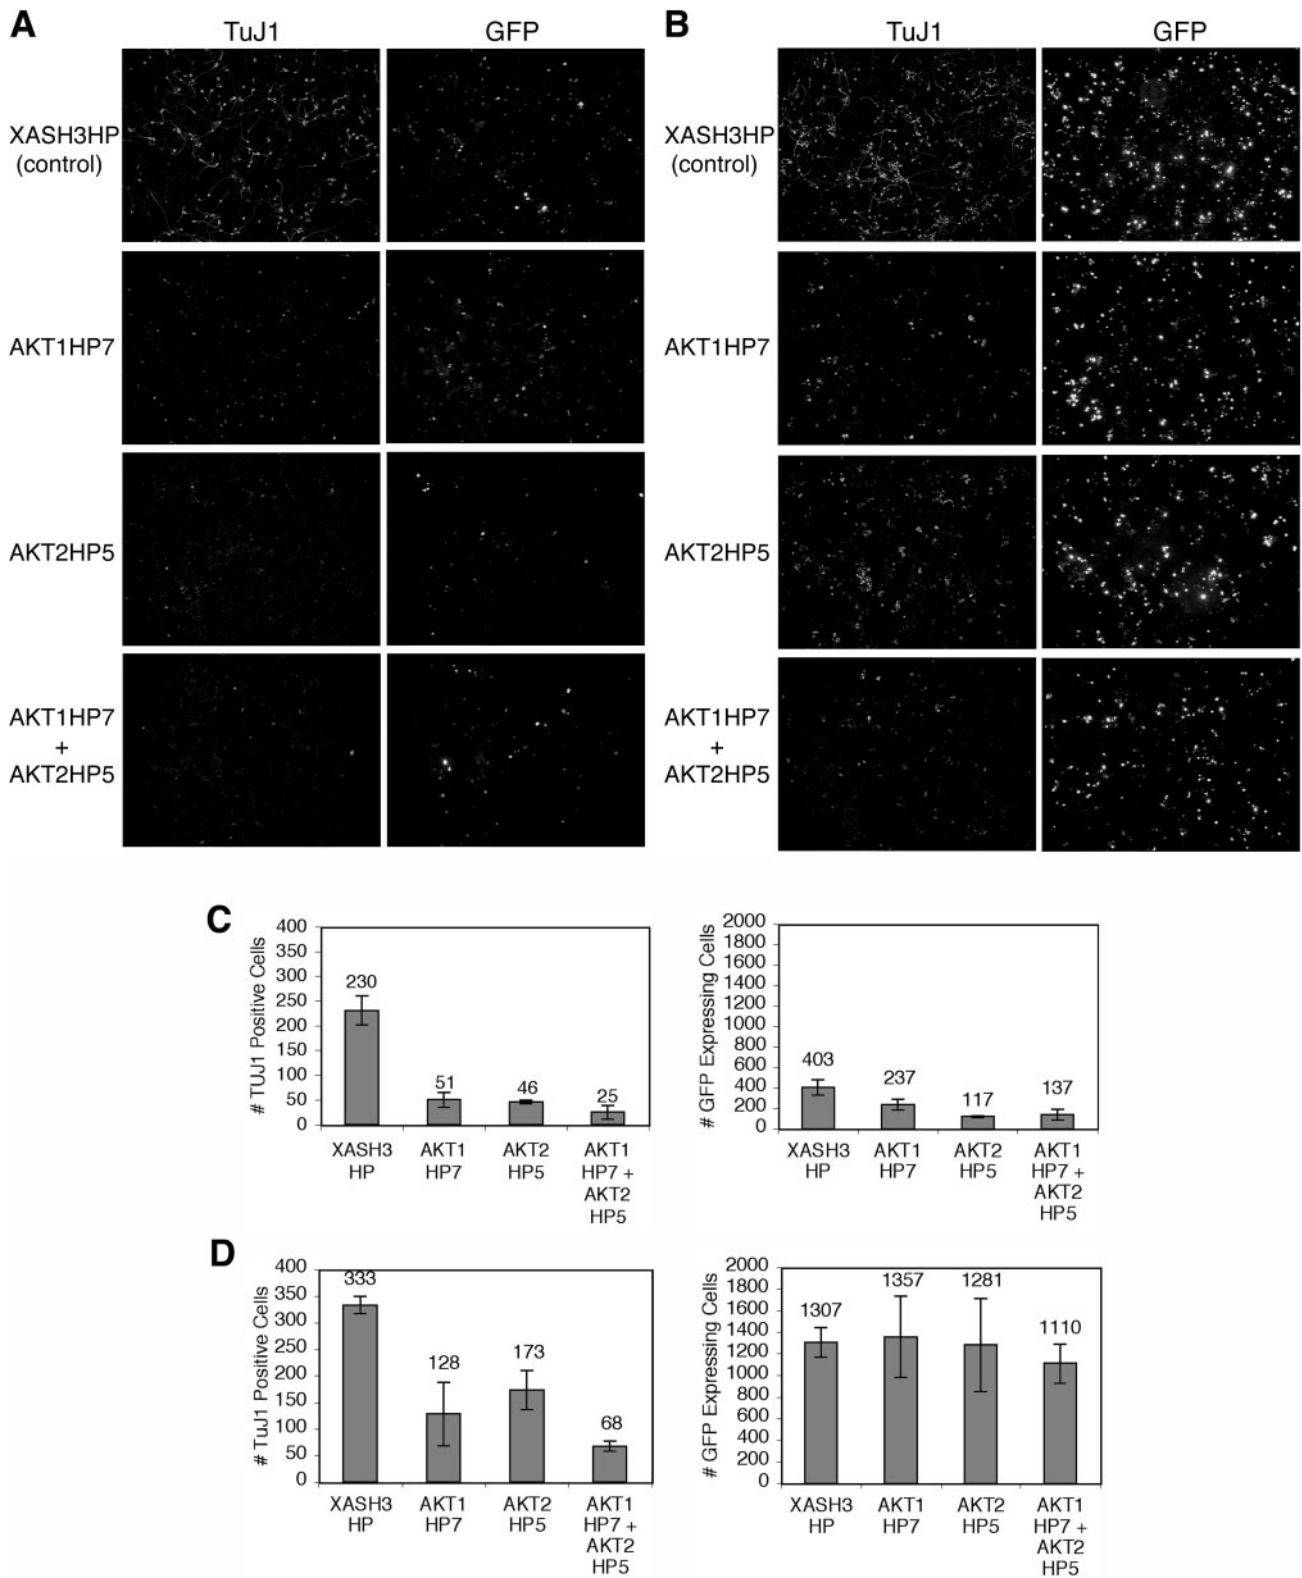 A
TuJ1
GFP
XASH3HP
(control)
AKT1HP7
AKT2HP5
AKT1HP7
+
AKT2HP5
B
TuJ1
GFP
XASH3HP
(control)
AKT1HP7
AKT2HP5
AKT1HP7
+
AKT2HP5
C
# TUJ1 Positive Cells
400
350
300
250
200
150
100
50
0
230
51
46
25
XASH3
HP
AKT1
HP7
AKT2
HP5
AKT1
HP7 +
AKT2
HP5
# GFP Expressing Cells
2000
1800
1600
1400
1200
1000
800
600
400
200
0
403
237
117
137
XASH3
HP
AKT1
HP7
AKT2
HP5
AKT1
HP7 +
AKT2
HP5
D
# TuJ1 Positive Cells
400
350
300
250
200
150
100
50
0
333
128
173
68
XASH3
HP
AKT1
HP7
AKT2
HP5
AKT1
HP7 +
AKT2
HP5
# GFP Expressing Cells
2000
1800
1600
1400
1200
1000
800
600
400
200
0
1307
1357
1281
1110
XASH3
HP
AKT1
HP7
AKT2
HP5
AKT1
HP7 +
AKT2
HP5